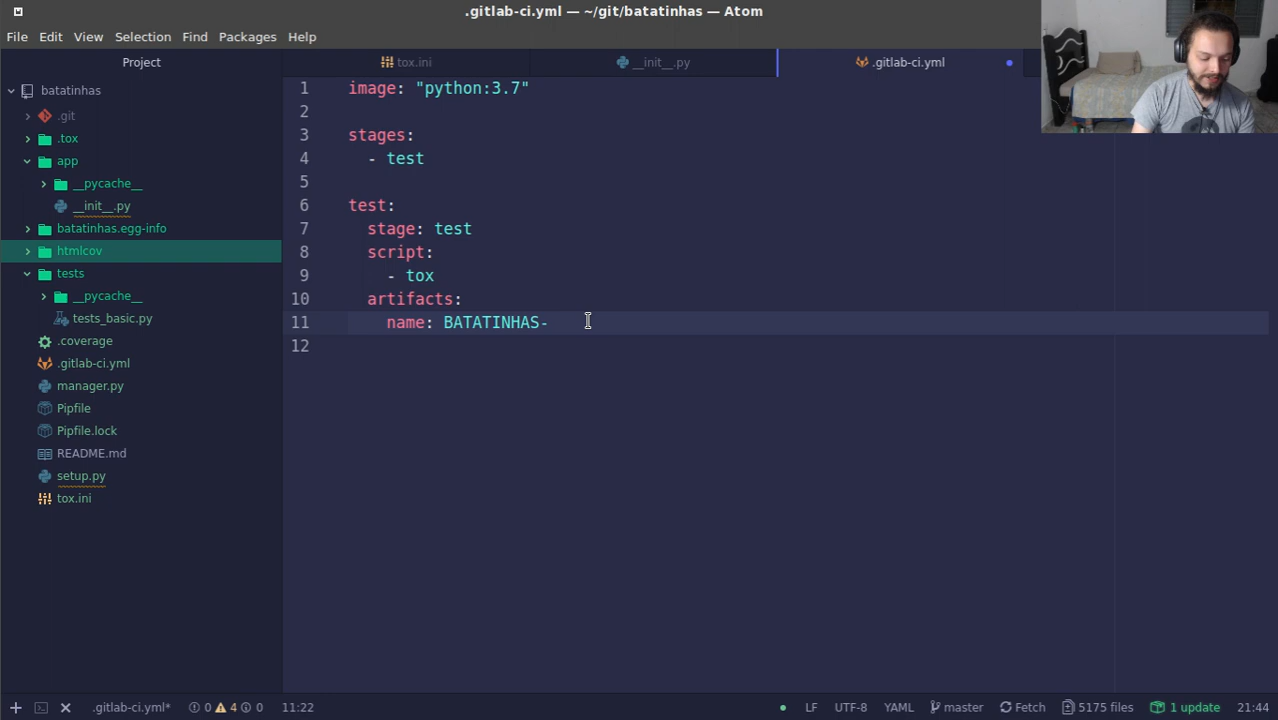 .gitlab-ci.yml — ~/git/batatinhas — Atom
File Edit View Selection Find Packages Help
Project
tox.ini
__init__.py
.gitlab-ci.yml
batatinhas
.git
.tox
app
__pycache__
__init__.py
batatinhas.egg-info
htmlcov
tests
__pycache__
tests_basic.py
.coverage
.gitlab-ci.yml
manager.py
Pipfile
Pipfile.lock
README.md
setup.py
tox.ini
1 image: "python:3.7"
2
3 stages:
4 - test
5
6 test:
7 stage: test
8 script:
9 - tox
10 artifacts:
11 name: BATATINHAS-
12
.gitlab-ci.yml* 0 4 0 11:22 LF UTF-8 YAML master Fetch 5175 files 1 update 21:44